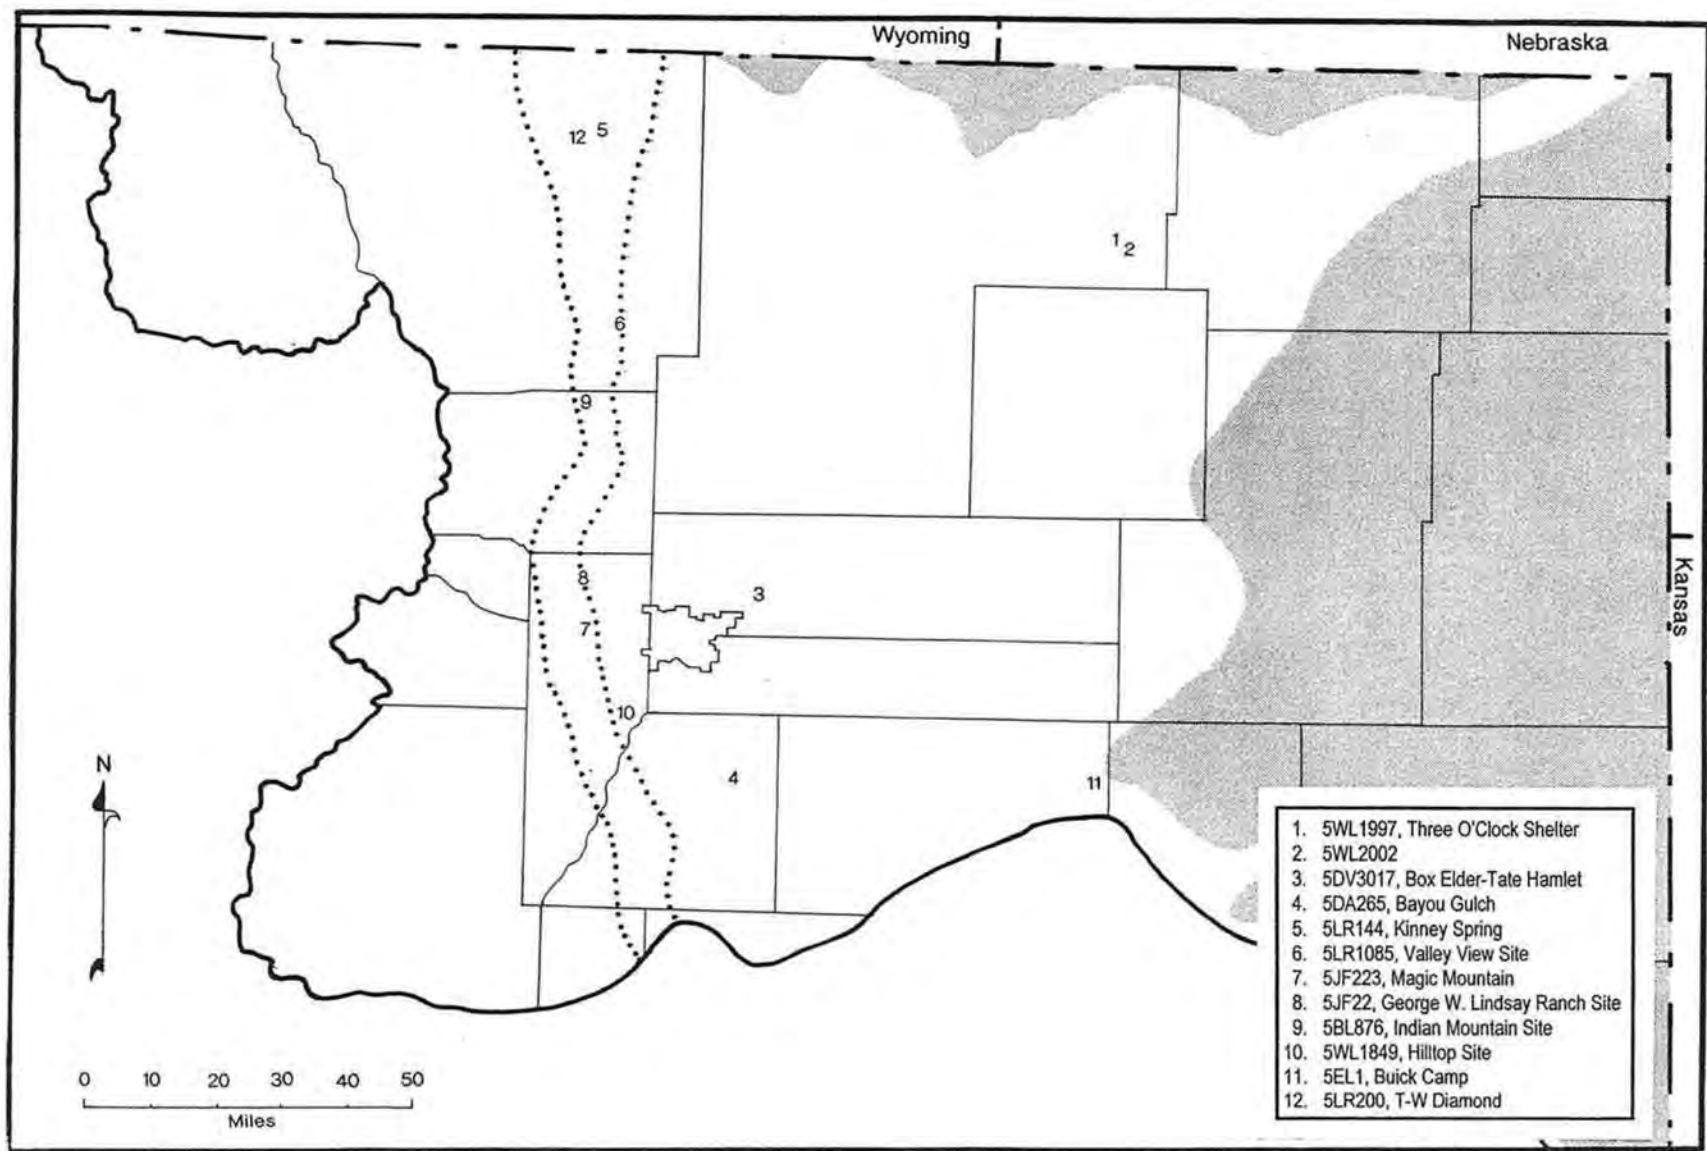 Wyoming
Nebraska
12 5
1 2
6
9
8
3
7
10
4
11
Kansas
N
0 10 20 30 40 50
Miles
1. 5WL1997, Three O'Clock Shelter
2. 5WL2002
3. 5DV3017, Box Elder-Tate Hamlet
4. 5DA265, Bayou Gulch
5. 5LR144, Kinney Spring
6. 5LR1085, Valley View Site
7. 5JF223, Magic Mountain
8. 5JF22, George W. Lindsay Ranch Site
9. 5BL876, Indian Mountain Site
10. 5WL1849, Hilltop Site
11. 5EL1, Buick Camp
12. 5LR200, T-W Diamond